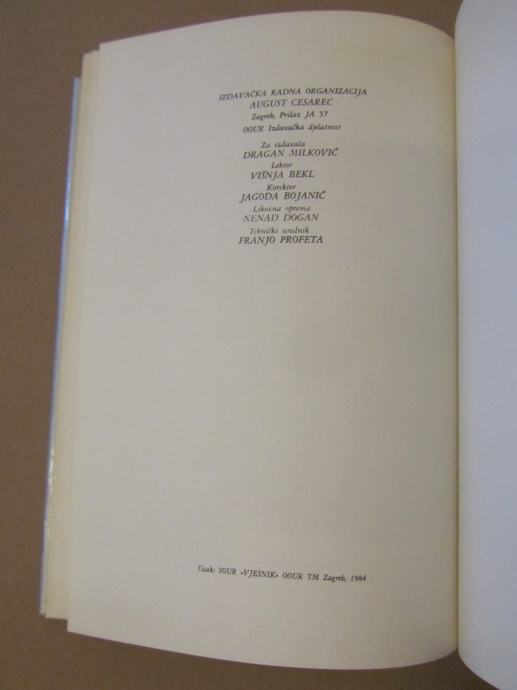 IZDAVAČKA RADNA ORGANIZACIJA
AUGUST CESAREC
Zagreb, Prilaz JA 57
OOUR Izdavačka djelatnost
Za izdavača
DRAGAN MILKOVIĆ
Lektor
VIŠNJA BEKL
Korektor
JAGODA BOJANIĆ
Likovna oprema
NENAD DOGAN
Tehnički urednik
FRANJO PROFETA
Tisak: SOUR »VJESNIK« OOUR TM Zagreb, 1984